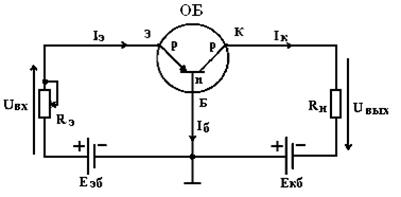 ОБ
Iэ Э К Iк
p p
n
Uвх Rэ Б Rн Uвых
Iб
+ − + −
Eэб Eкб